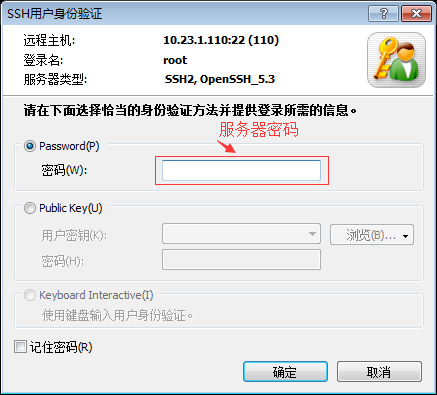 SSH用户身份验证
远程主机: 10.23.1.110:22 (110)
登录名: root
服务器类型: SSH2, OpenSSH_5.3
请在下面选择恰当的身份验证方法并提供登录所需的信息。
服务器密码
Password(P)
密码(W):
Public Key(U)
用户密钥(K): 浏览(B)...
密码(H):
Keyboard Interactive(I)
使用键盘输入用户身份验证。
记住密码(R)
确定 取消